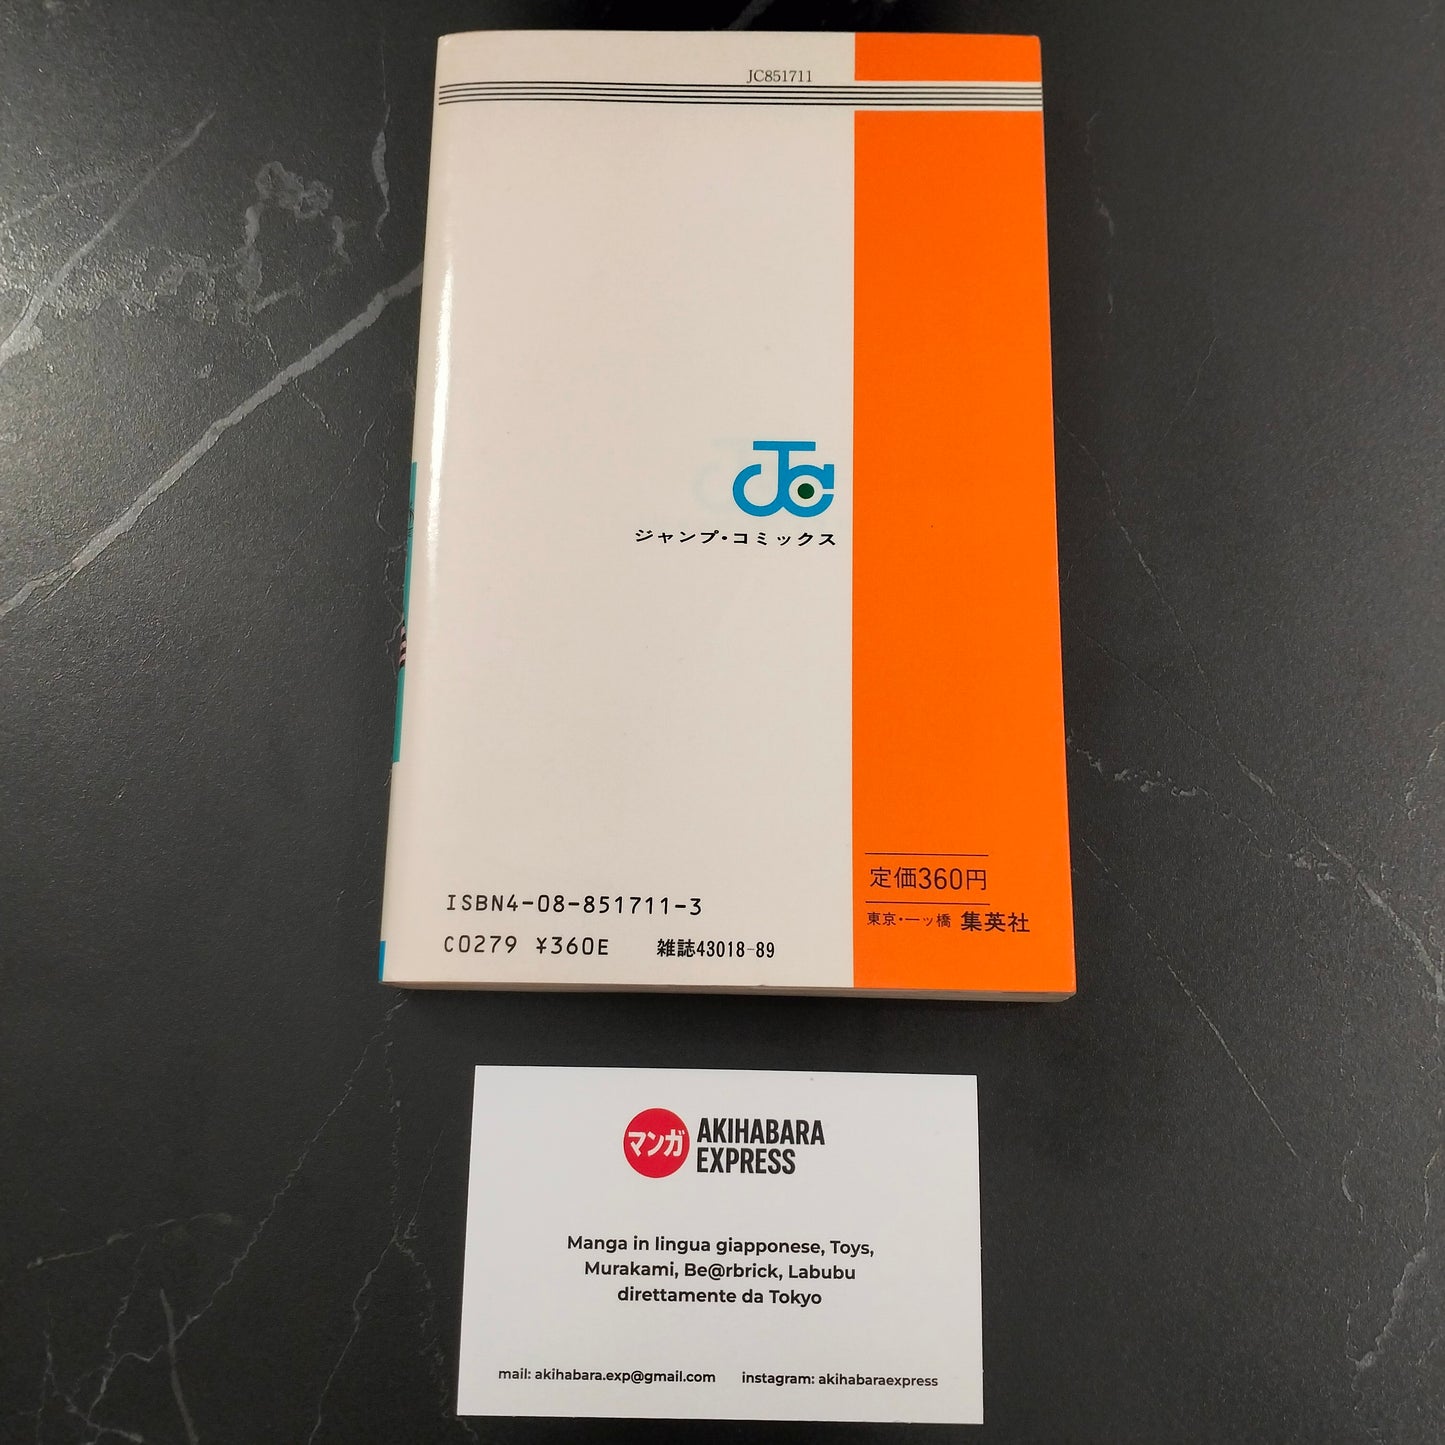 JC851711
JC
ジャンプ・コミックス
定価360円
東京・一ッ橋 集英社
ISBN4-08-851711-3
C0279 ¥360E 雑誌43018-89
マンガ AKIHABARA
EXPRESS
Manga in lingua giapponese, Toys,
Murakami, Be@rbrick, Labubu
direttamente da Tokyo
mail: akihabara.exp@gmail.com instagram: akihabaraexpress